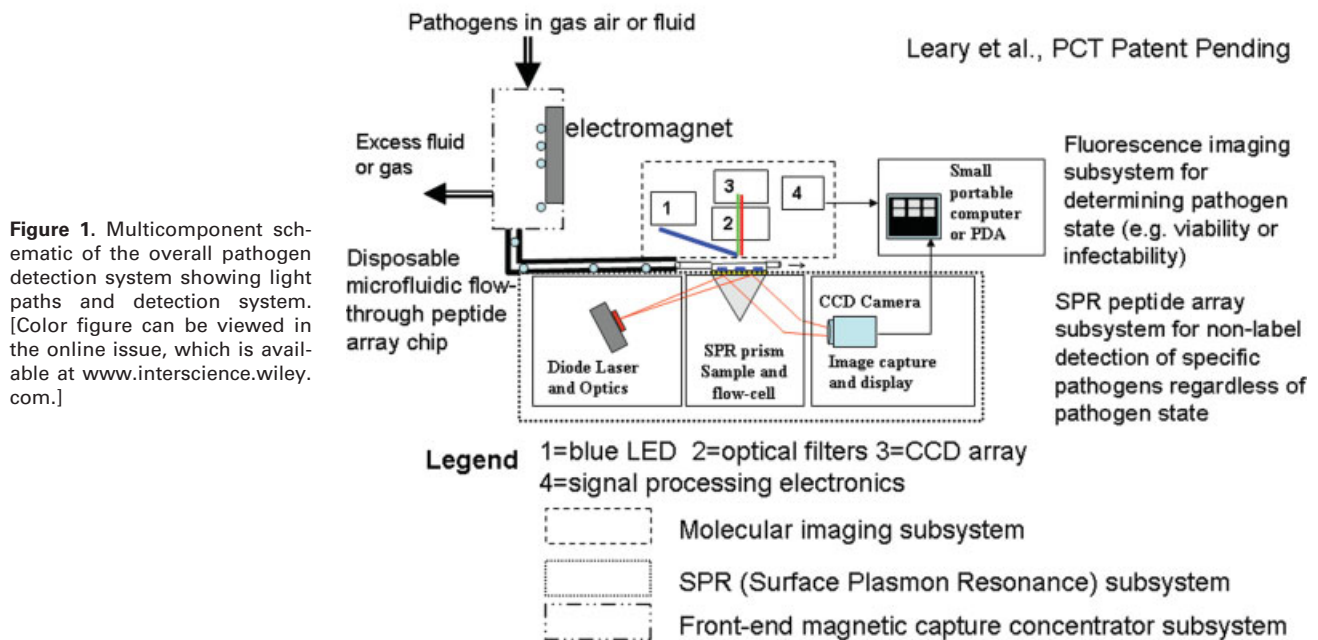 Pathogens in gas air or fluid
Leary et al., PCT Patent Pending
electromagnet
Excess fluid
or gas
Disposable
microfluidic flow-
through peptide
array chip
1
2
3
4
Small
portable
computer
or PDA
Fluorescence imaging
subsystem for
determining pathogen
state (e.g. viability or
infectability)
Diode Laser
and Optics
SPR prism
Sample and
flow-cell
CCD Camera
Image capture
and display
SPR peptide array
subsystem for non-label
detection of specific
pathogens regardless of
pathogen state
Figure 1. Multicomponent sch-
ematic of the overall pathogen
detection system showing light
paths and detection system.
[Color figure can be viewed in
the online issue, which is avail-
able at www.interscience.wiley.
com.]
Legend 1=blue LED 2=optical filters 3=CCD array
4=signal processing electronics
Molecular imaging subsystem
SPR (Surface Plasmon Resonance) subsystem
Front-end magnetic capture concentrator subsystem